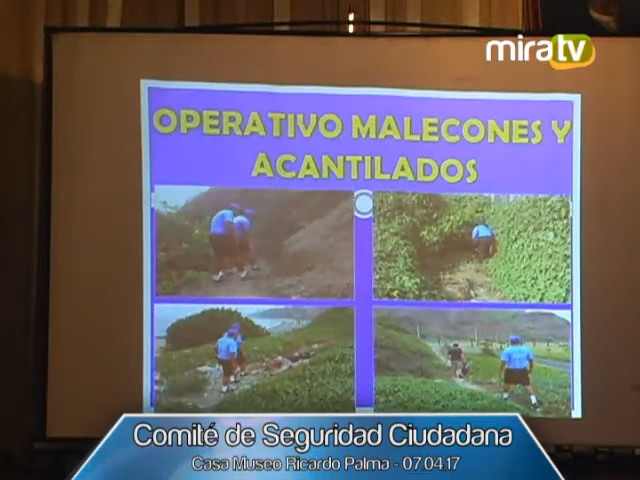 miratv
OPERATIVO MALECONES Y
ACANTILADOS
Comité de Seguridad Ciudadana
Casa Museo Ricardo Palma - 07.04.17